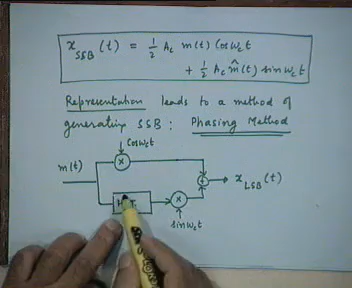 x_SSB (t) = 1/2 A_c m(t) cos ω_c t
+ 1/2 A_c m̂(t) sin ω_c t
Representation leads to a method of
generating SSB : Phasing Method
cos ω_c t
m(t)
×
+
x_LSB (t)
×
sin ω_c t